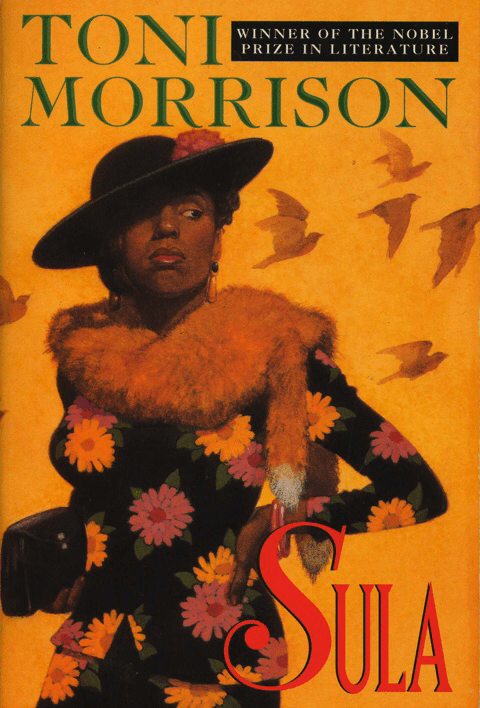 TONI
WINNER OF THE NOBEL
PRIZE IN LITERATURE
MORRISON
SULA